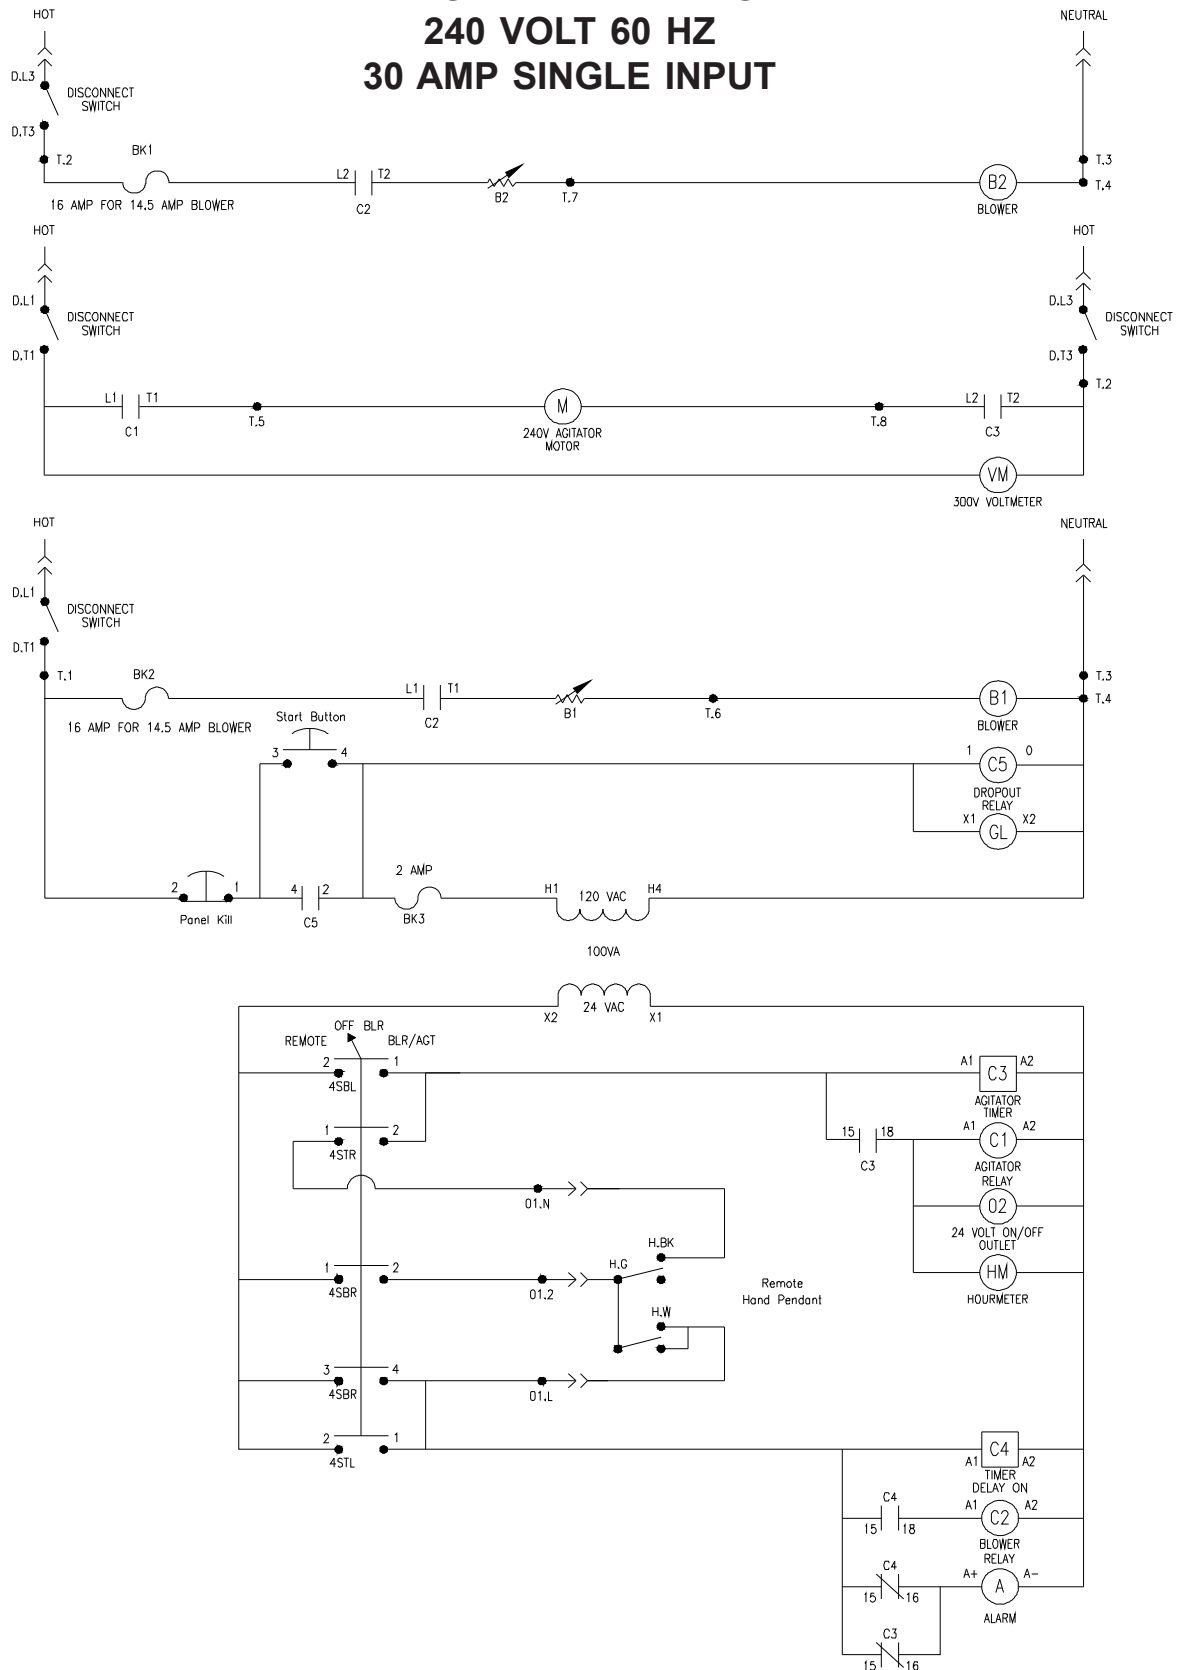 240 VOLT 60 HZ
30 AMP SINGLE INPUT
HOT
NEUTRAL
D.L3
DISCONNECT
SWITCH
D.T3
T.2
BK1
16 AMP FOR 14.5 AMP BLOWER
L2 T2
C2
B2
T.7
B2
BLOWER
T.3
T.4
HOT
HOT
D.L1
DISCONNECT
SWITCH
D.T1
D.L3
DISCONNECT
SWITCH
D.T3
T.2
L1 T1
C1
T.5
M
240V AGITATOR
MOTOR
T.8
L2 T2
C3
VM
300V VOLTMETER
HOT
NEUTRAL
D.L1
DISCONNECT
SWITCH
D.T1
T.1
BK2
16 AMP FOR 14.5 AMP BLOWER
L1 T1
C2
B1
T.6
B1
BLOWER
T.3
T.4
Start Button
3 4
1 C5 0
DROPOUT
RELAY
X1 GL X2
2 1
Panel Kill
4 2
C5
2 AMP
BK3
H1 120 VAC H4
100VA
X2 24 VAC X1
OFF BLR
REMOTE BLR/AGT
2 1
4SBL
A1 C3 A2
AGITATOR
TIMER
1 2
4STR
15 18
C3
A1 C1 A2
AGITATOR
RELAY
O1.N
O2
24 VOLT ON/OFF
OUTLET
H.BK
H.G
1 2
4SBR
O1.2
HM
HOURMETER
Remote
Hand Pendant
H.W
3 4
4SBR
O1.L
2 1
4STL
C4
A1 A2
TIMER
DELAY ON
C4
15 18
A1 C2 A2
BLOWER
RELAY
C4
15 16
A+ A A-
ALARM
C3
15 16